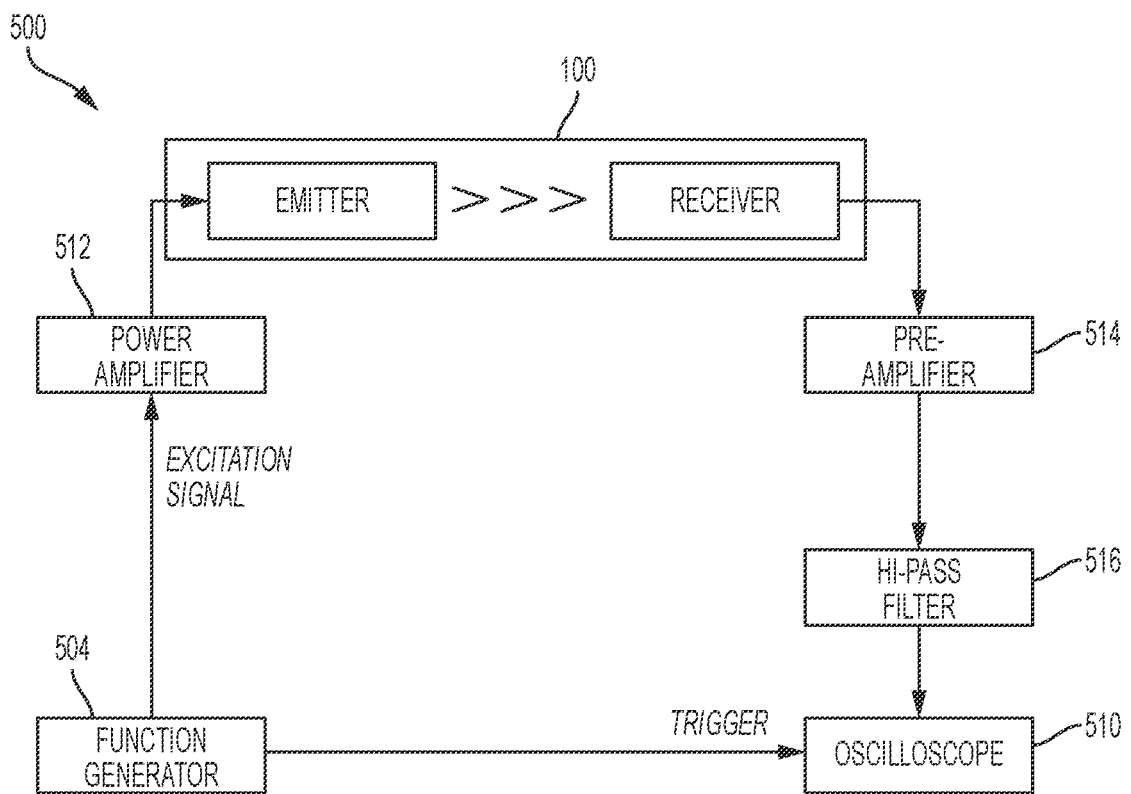 500
100
EMITTER
> > >
RECEIVER
512
POWER
AMPLIFIER
PRE-
AMPLIFIER
514
EXCITATION
SIGNAL
HI-PASS
FILTER
516
504
FUNCTION
GENERATOR
TRIGGER
OSCILLOSCOPE
510